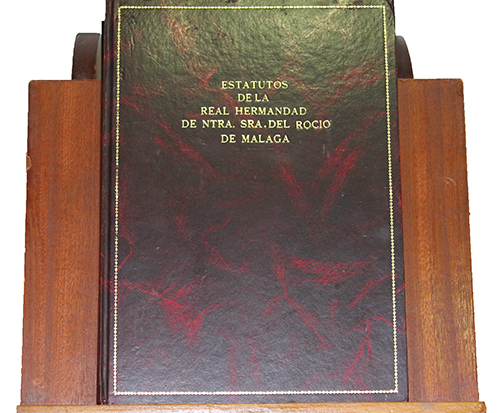 ESTATUTOS
DE LA
REAL HERMANDAD
DE NTRA. SRA. DEL ROCIO
DE MALAGA